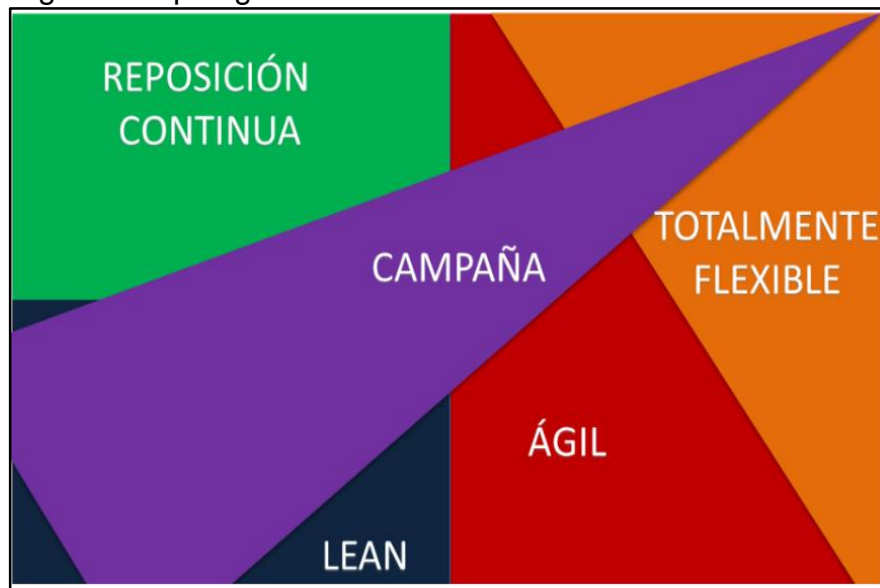 REPOSICIÓN
CONTINUA
CAMPAÑA
TOTALMENTE
FLEXIBLE
ÁGIL
LEAN